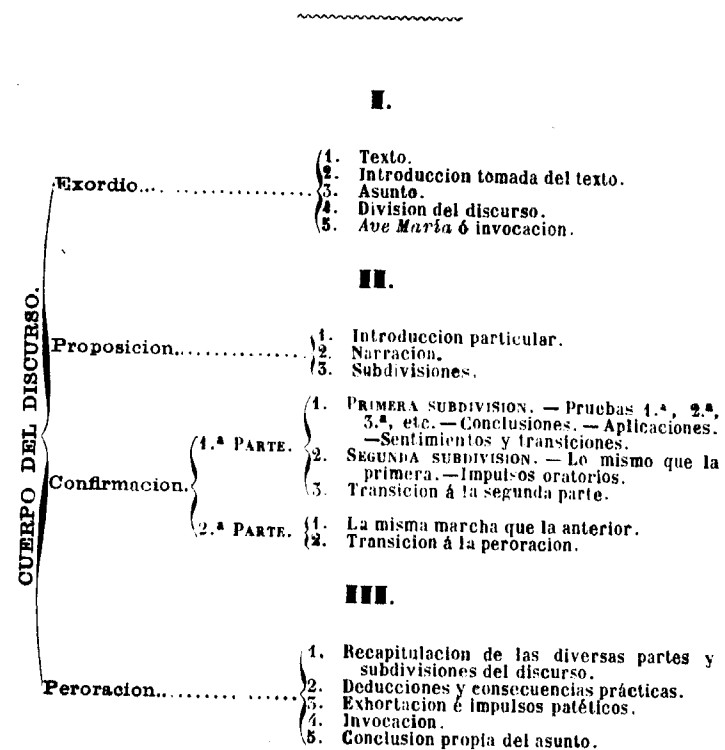 I.
Exordio... ...............
1. Texto.
2. Introduccion tomada del texto.
3. Asunto.
4. Division del discurso.
5. Ave María ó invocacion.
II.
CUERPO DEL DISCURSO.
Proposicion...............
1. Introduccion particular.
2. Narracion.
3. Subdivisiones.
Confirmacion.
1.ª PARTE.
1. PRIMERA SUBDIVISION. — Pruebas 1.ª, 2.ª,
3.ª, etc. — Conclusiones. — Aplicaciones.
—Sentimientos y transiciones.
2. SEGUNDA SUBDIVISION. — Lo mismo que la
primera. — Impulsos oratorios.
3. Transicion á la segunda parte.
2.ª PARTE.
1. La misma marcha que la anterior.
2. Transicion á la peroracion.
III.
Peroracion......... .........
1. Recapitulacion de las diversas partes y
subdivisiones del discurso.
2. Deducciones y consecuencias prácticas.
3. Exhortacion é impulsos patéticos.
4. Invocacion.
5. Conclusion propia del asunto.